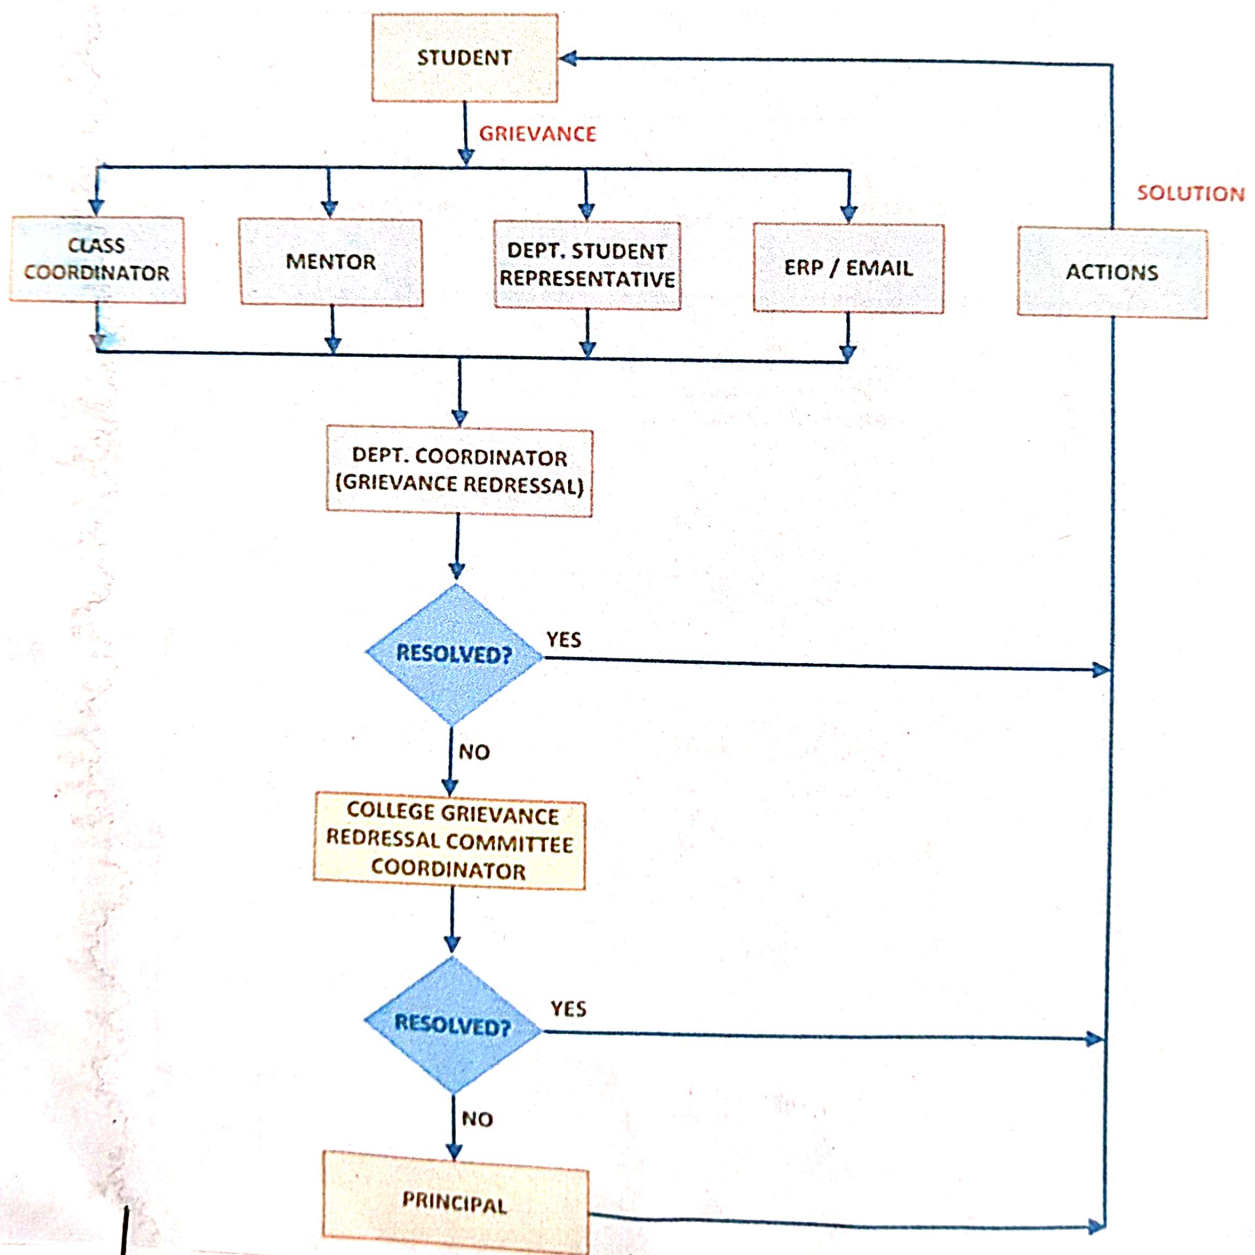 STUDENT
GRIEVANCE
SOLUTION
CLASS
COORDINATOR
MENTOR
DEPT. STUDENT
REPRESENTATIVE
ERP / EMAIL
ACTIONS
DEPT. COORDINATOR
(GRIEVANCE REDRESSAL)
RESOLVED?
YES
NO
COLLEGE GRIEVANCE
REDRESSAL COMMITTEE
COORDINATOR
RESOLVED?
YES
NO
PRINCIPAL